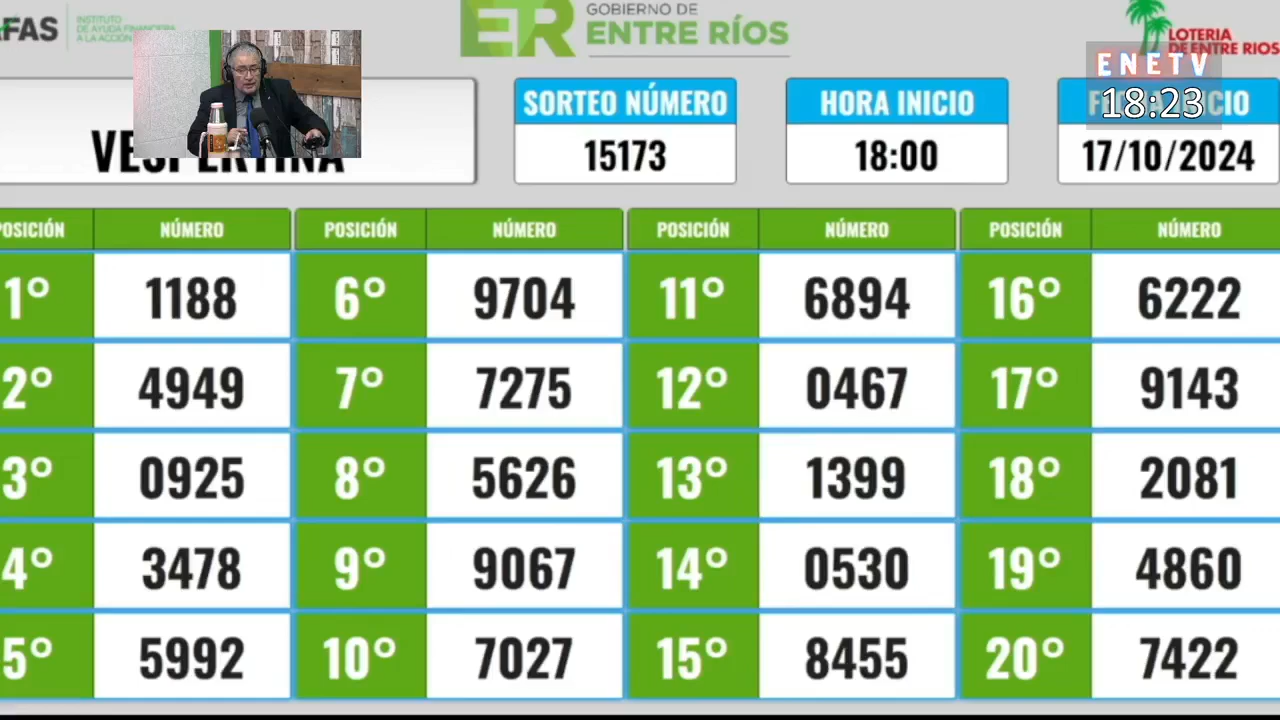 AFAS
INSTITUTO
DE AYUDA FINANCIERA
A LA ACCIÓN
ER
GOBIERNO DE
ENTRE RÍOS
LOTERIA
DE ENTRE RIOS
ENETV
18:23
VESPERTINA
SORTEO NÚMERO
15173
HORA INICIO
18:00
INICIO
17/10/2024
POSICIÓN NÚMERO POSICIÓN NÚMERO POSICIÓN NÚMERO POSICIÓN NÚMERO
1° 1188 6° 9704 11° 6894 16° 6222
2° 4949 7° 7275 12° 0467 17° 9143
3° 0925 8° 5626 13° 1399 18° 2081
4° 3478 9° 9067 14° 0530 19° 4860
5° 5992 10° 7027 15° 8455 20° 7422